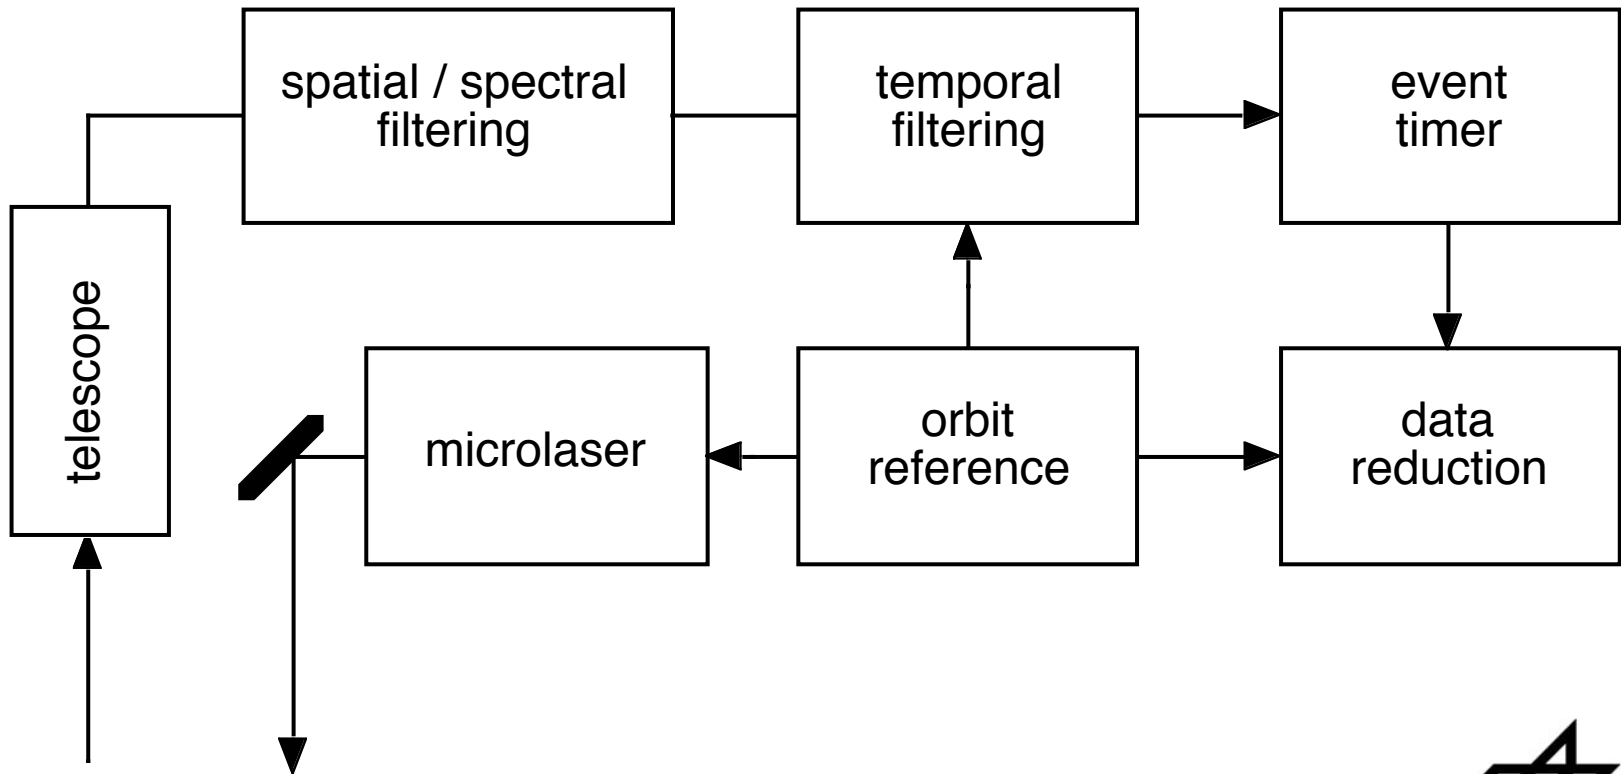 spatial / spectral
filtering
temporal
filtering
event
timer
telescope
microlaser
orbit
reference
data
reduction